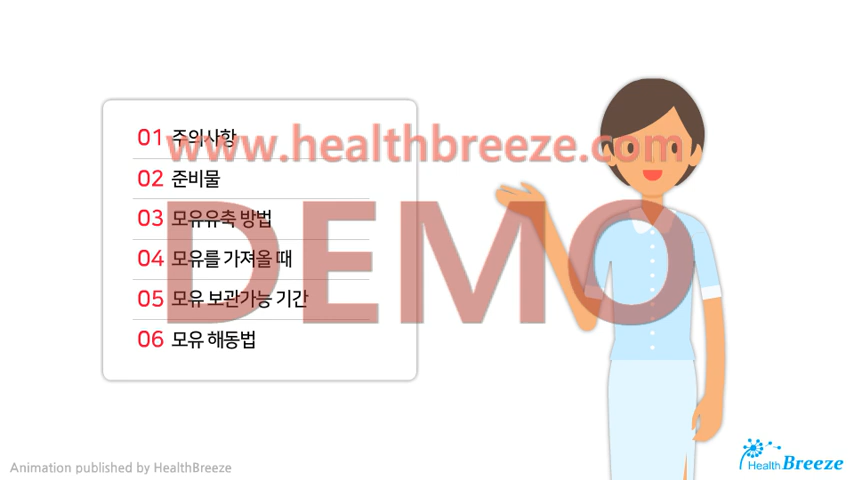 01 주의사항
www.healthbreeze.com
02 준비물
03 모유유축 방법
DEMO
04 모유를 가져올 때
05 모유 보관가능 기간
06 모유 해동법
Animation published by HealthBreeze
Health Breeze